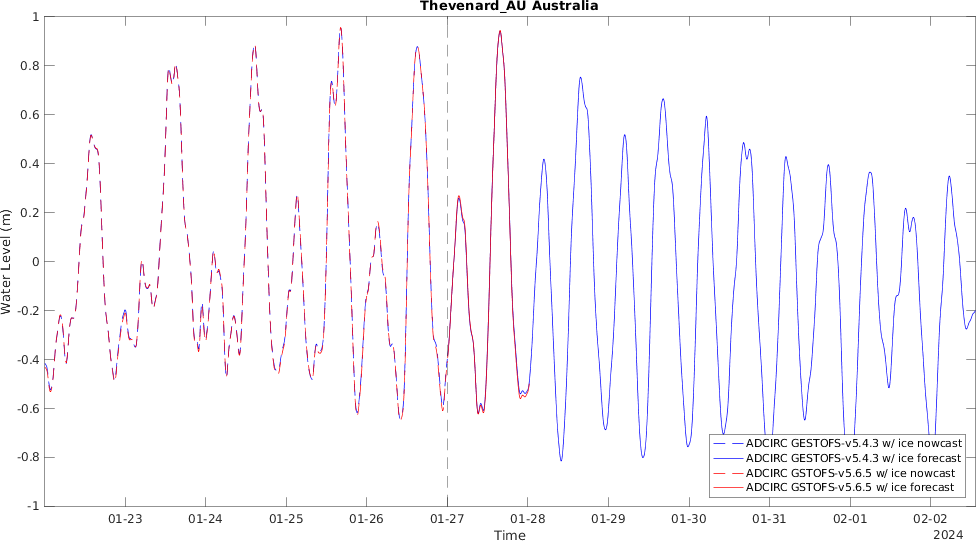 Thevenard_AU Australia
1
0.8
0.6
0.4
0.2
0
-0.2
-0.4
-0.6
-0.8
-1
Water Level (m)
ADCIRC GESTOFS-v5.4.3 w/ ice nowcast
ADCIRC GESTOFS-v5.4.3 w/ ice forecast
ADCIRC GSTOFS-v5.6.5 w/ ice nowcast
ADCIRC GSTOFS-v5.6.5 w/ ice forecast
01-23 01-24 01-25 01-26 01-27 01-28 01-29 01-30 01-31 02-01 02-02
Time
2024